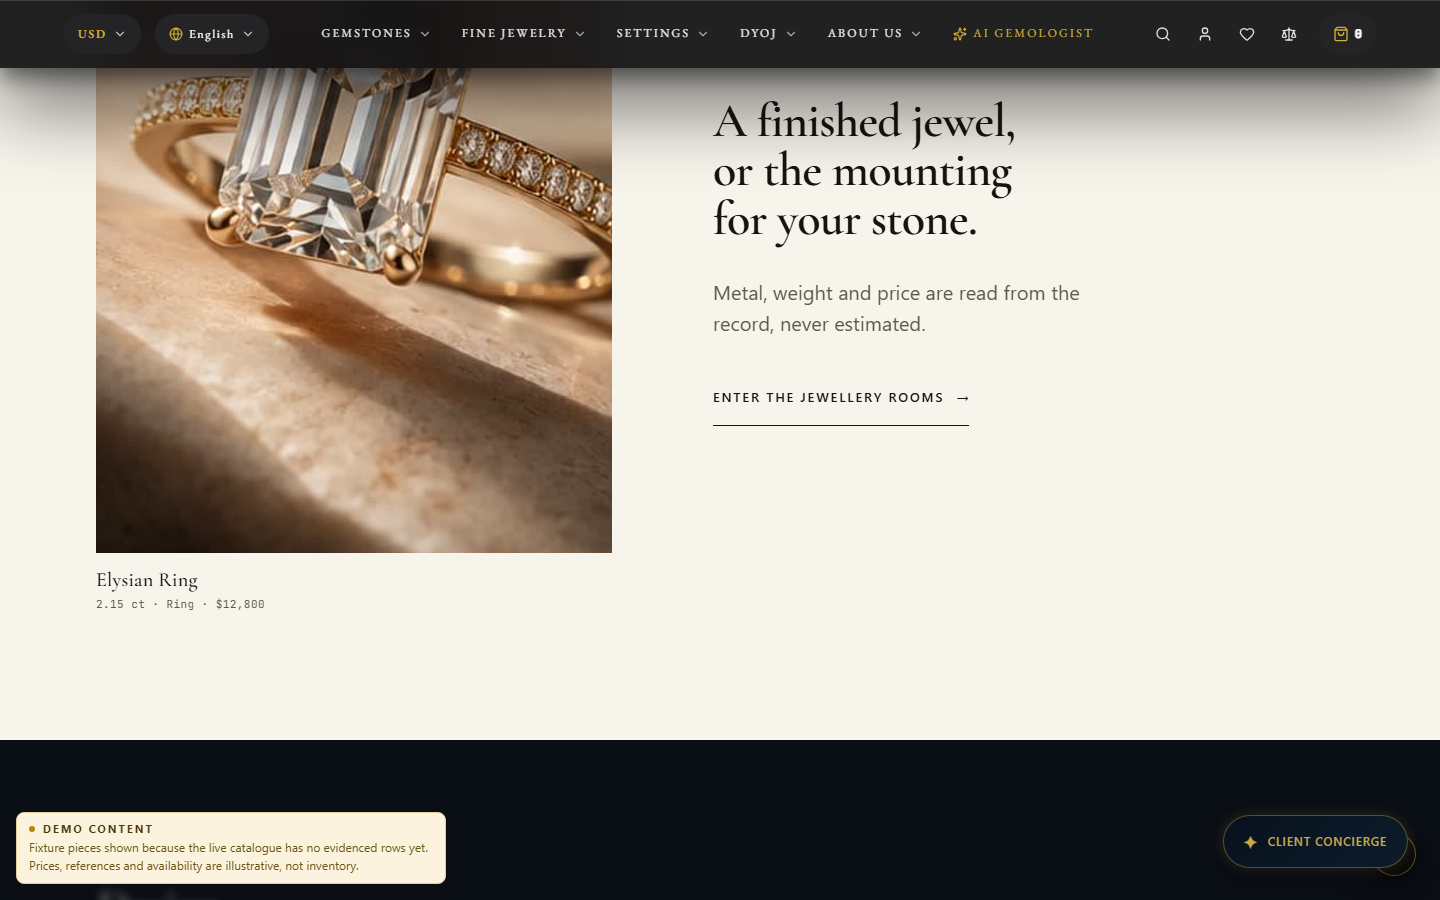 USD
English
GEMSTONES
FINE JEWELRY
SETTINGS
DYOJ
ABOUT US
AI GEMOLOGIST
0
A finished jewel,
or the mounting
for your stone.
Metal, weight and price are read from the
record, never estimated.
ENTER THE JEWELLERY ROOMS →
Elysian Ring
2.15 ct · Ring · $12,800
DEMO CONTENT
Fixture pieces shown because the live catalogue has no evidenced rows yet.
Prices, references and availability are illustrative, not inventory.
CLIENT CONCIERGE